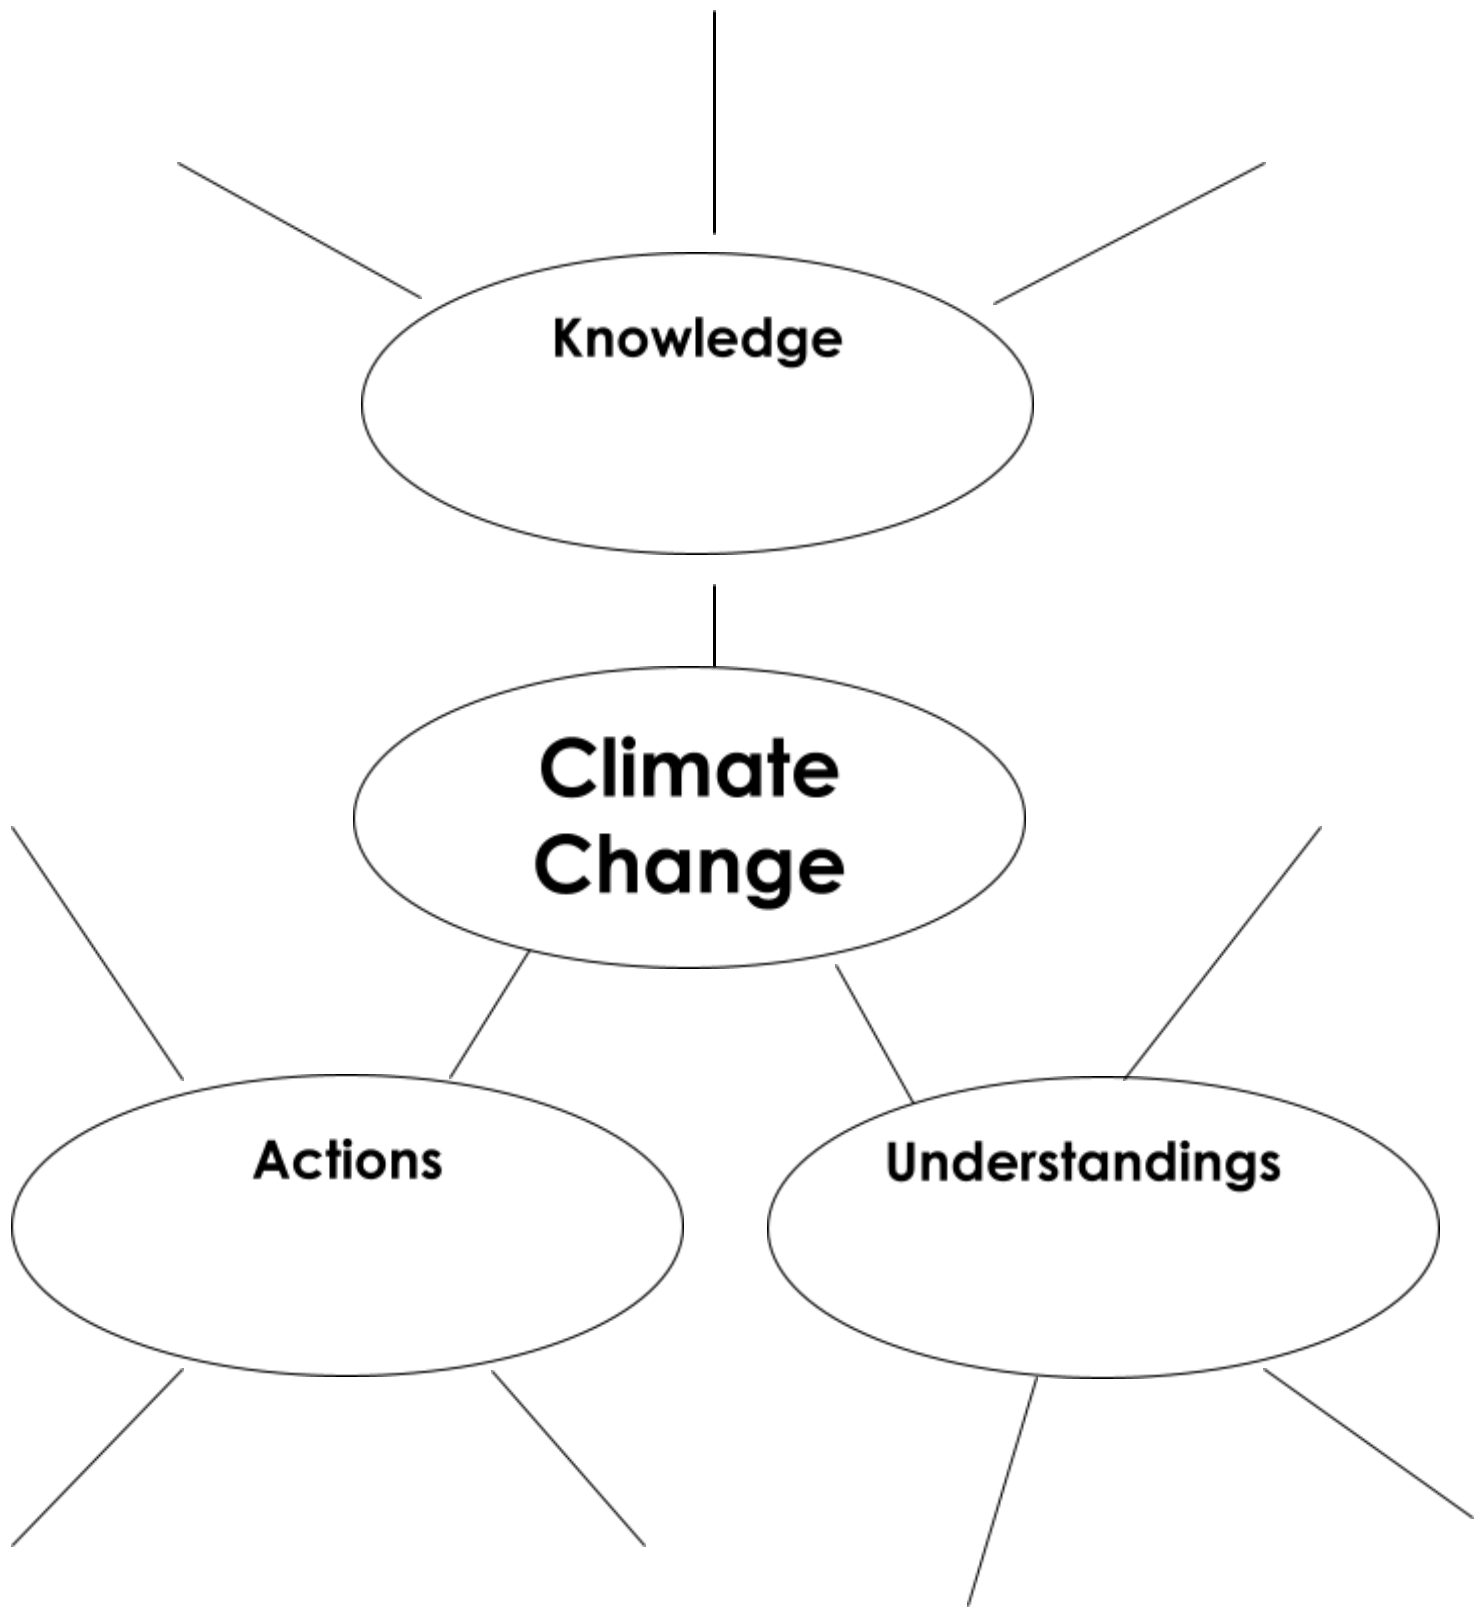 Knowledge
Climate
Change
Actions
Understandings